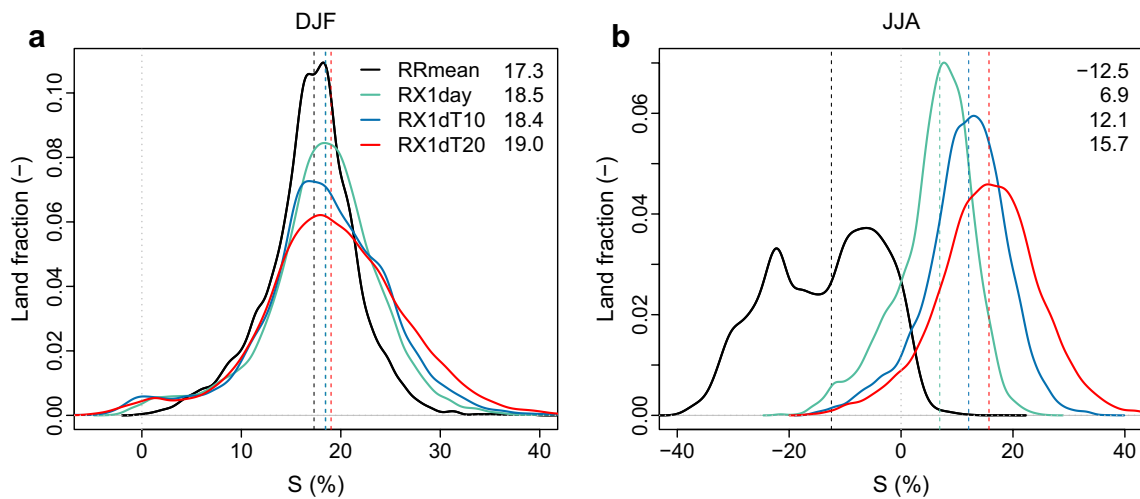 a
DJF
RRmean 17.3
RX1day 18.5
RX1dT10 18.4
RX1dT20 19.0
Land fraction (−)
0.00
0.02
0.04
0.06
0.08
0.10
0
10
20
30
40
S (%)
b
JJA
−12.5
6.9
12.1
15.7
Land fraction (−)
0.00
0.02
0.04
0.06
−40
−20
0
20
40
S (%)